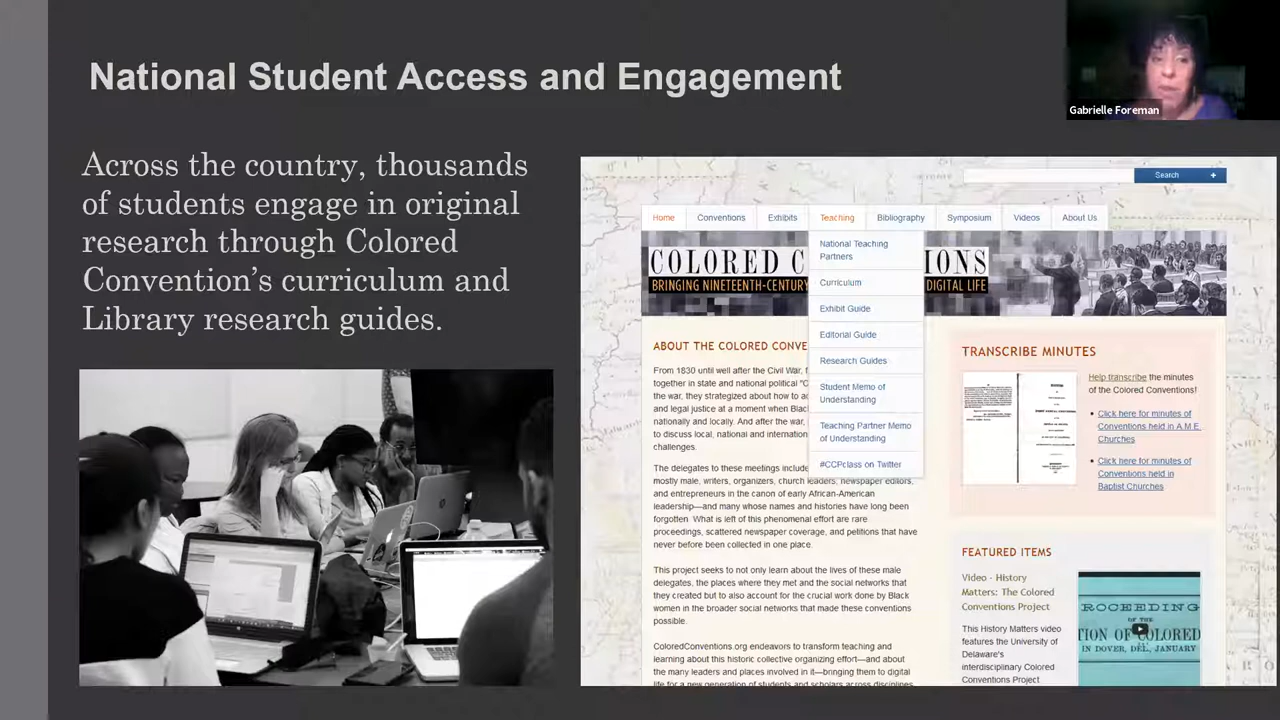 National Student Access and Engagement
Gabrielle Foreman
Across the country, thousands
of students engage in original
research through Colored
Convention's curriculum and
Library research guides.
Search +
Home Conventions Exhibits Teaching Bibliography Symposium Videos About Us
National Teaching
Partners
Curriculum
Exhibit Guide
Editorial Guide
Research Guides
Student Memo of
Understanding
Teaching Partner Memo
of Understanding
#CCPclass on Twitter
COLORED C IONS
BRINGING NINETEENTH-CENTURY DIGITAL LIFE
ABOUT THE COLORED CONVE
From 1830 until well after the Civil War,
together in state and national political "C
the war, they strategized about how to
and legal justice at a moment when Blac
nationally and locally. And after the war,
to discuss local, national and internation
challenges.
The delegates to these meetings include
mostly male, writers, organizers, church leaders, newspaper editors,
and entrepreneurs in the canon of early African-American
leadership—and many whose names and histories have long been
forgotten. What is left of this phenomenal effort are rare
proceedings, scattered newspaper coverage, and petitions that have
never before been collected in one place.
This project seeks to not only learn about the lives of these male
delegates, the places where they met and the social networks that
they created but to also account for the crucial work done by Black
women in the broader social networks that made these conventions
possible.
ColoredConventions.org endeavors to transform teaching and
learning about this historic collective organizing effort—and about
the many leaders and places involved in it—bringing them to digital
life for a new generation of students and scholars across disciplines
TRANSCRIBE MINUTES
Help transcribe the minutes
of the Colored Conventions!
Click here for minutes of
Conventions held in A.M.E.
Churches
Click here for minutes of
Conventions held in
Baptist Churches
FEATURED ITEMS
Video - History
Matters: The Colored
Conventions Project
This History Matters video
features the University of
Delaware's
interdisciplinary Colored
Conventions Project
ROCEEDING
OF THE
TION OF COLORED
IN DOVER, DEL., JANUARY